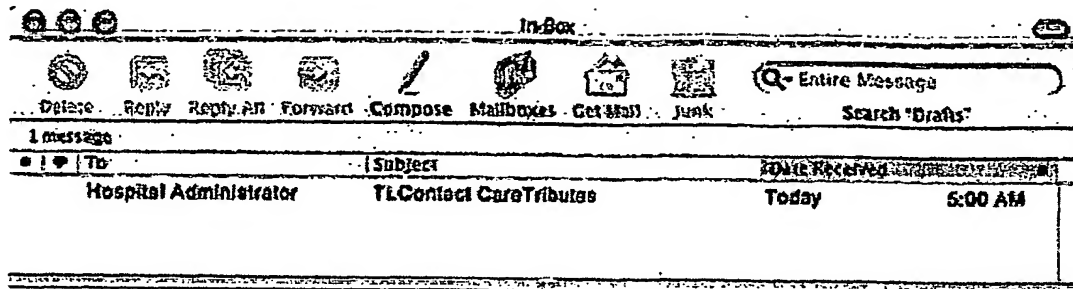 In-Box
Delete Reply Reply All Forward Compose Mailboxes Get Mail Junk
Entire Message
Search "Drafts"
1 message
To Subject Date Received
Hospital Administrator TLContact CareTributes Today 5:00 AM